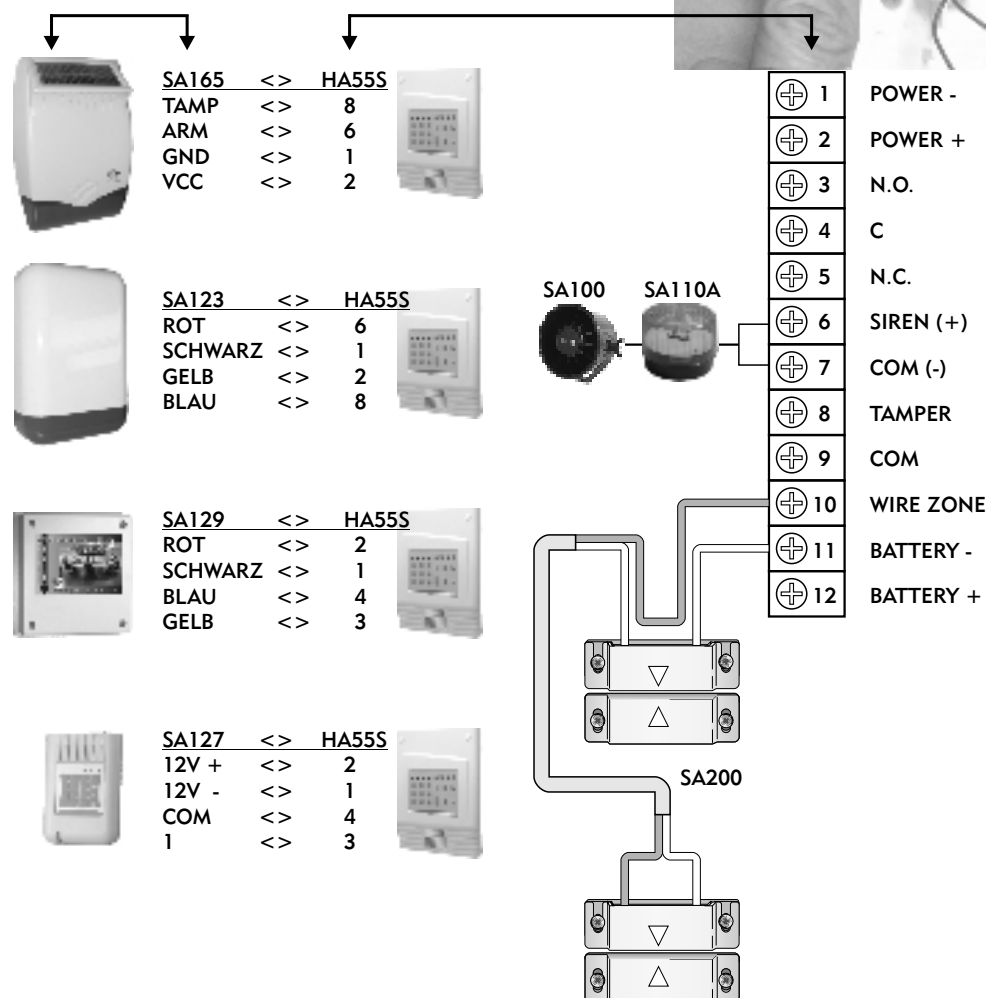 SA165 <> HA55S
TAMP <> 8
ARM <> 6
GND <> 1
VCC <> 2
SA123 <> HA55S
ROT <> 6
SCHWARZ <> 1
GELB <> 2
BLAU <> 8
SA129 <> HA55S
ROT <> 2
SCHWARZ <> 1
BLAU <> 4
GELB <> 3
SA127 <> HA55S
12V + <> 2
12V - <> 1
COM <> 4
1 <> 3
SA100 SA110A
1 POWER -
2 POWER +
3 N.O.
4 C
5 N.C.
6 SIREN (+)
7 COM (-)
8 TAMPER
9 COM
10 WIRE ZONE
11 BATTERY -
12 BATTERY +
SA200